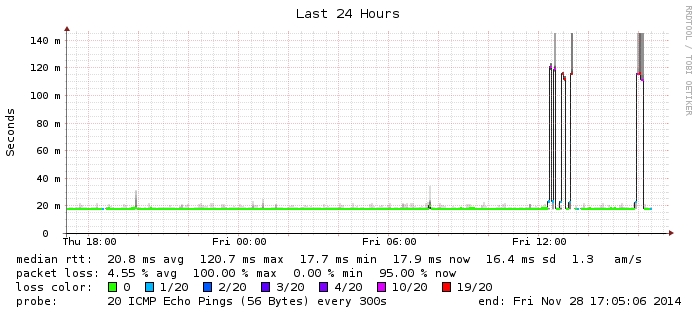 Last 24 Hours
RRDTOOL / TOBI OETIKER
Seconds
140 m
120 m
100 m
80 m
60 m
40 m
20 m
0
Thu 18:00 Fri 00:00 Fri 06:00 Fri 12:00
median rtt: 20.8 ms avg 120.7 ms max 17.7 ms min 17.9 ms now 16.4 ms sd 1.3 am/s
packet loss: 4.55 % avg 100.00 % max 0.00 % min 95.00 % now
loss color: 0 1/20 2/20 3/20 4/20 10/20 19/20
probe: 20 ICMP Echo Pings (56 Bytes) every 300s end: Fri Nov 28 17:05:06 2014